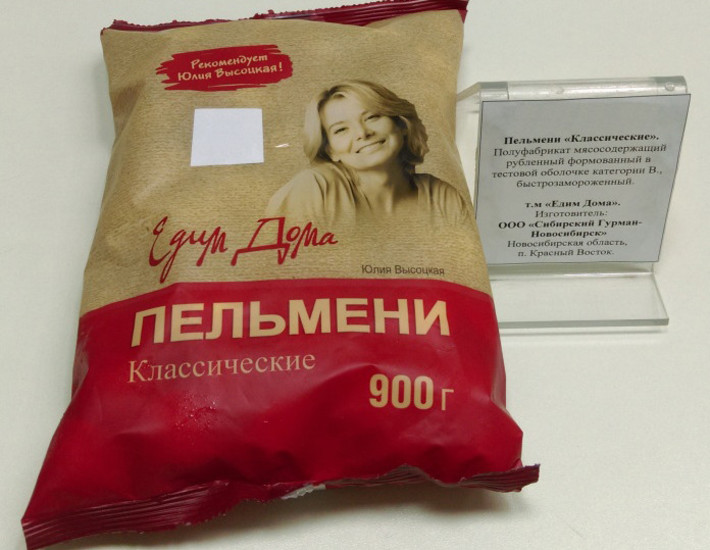 Рекомендует
Юлия Высоцкая!
Едим Дома
Юлия Высоцкая
ПЕЛЬМЕНИ
Классические
900 г
Пельмени «Классические».
Полуфабрикат мясосодержащий
рубленный формованный в
тестовой оболочке категории В.,
быстрозамороженный.
т.м «Едим Дома».
Изготовитель:
ООО «Сибирский Гурман-
Новосибирск»
Новосибирская область,
п. Красный Восток.